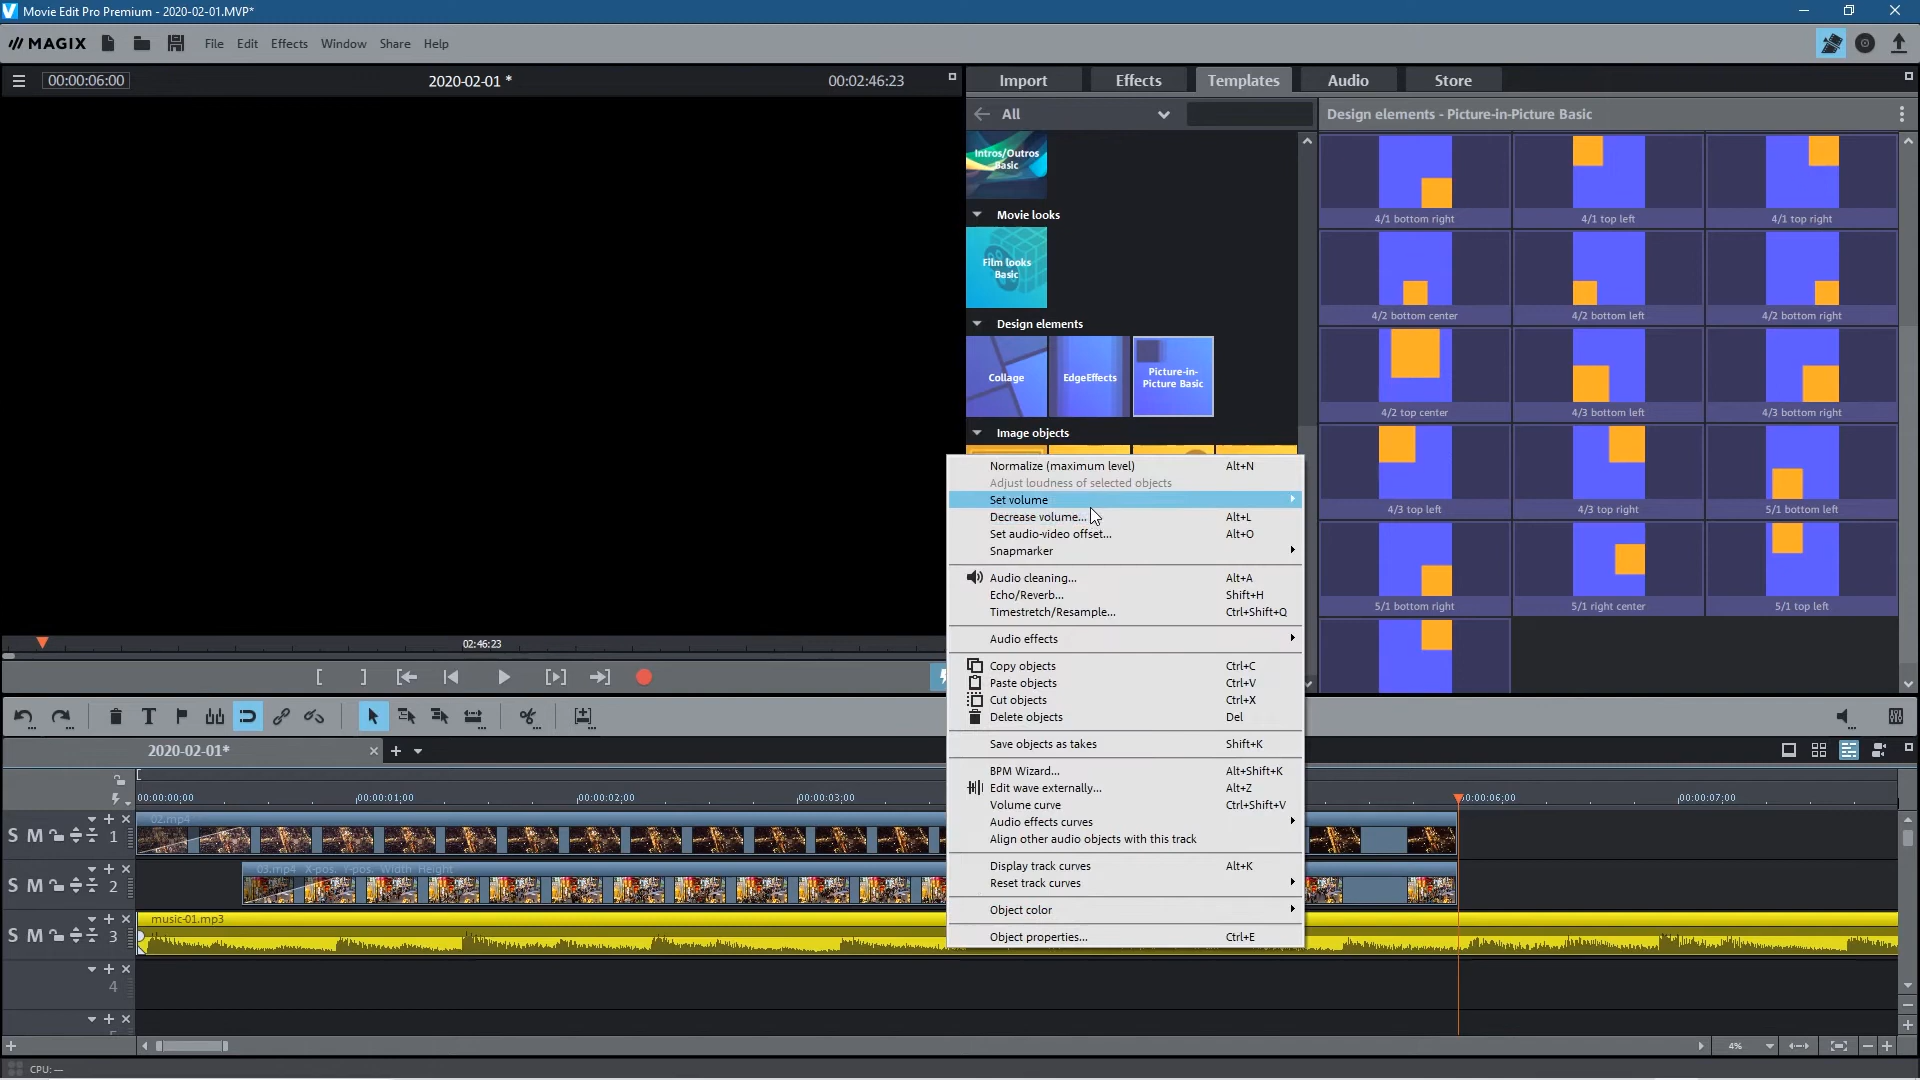 Movie Edit Pro Premium - 2020-02-01.MVP*
MAGIX File Edit Effects Window Share Help
00:00:06:00 2020-02-01 * 00:02:46:23
Import Effects Templates Audio Store
All
Design elements - Picture-in-Picture Basic
Intros/Outros
Basic
Movie looks
Film looks
Basic
Design elements
Collage EdgeEffects Picture-in-
Picture Basic
Image objects
4/1 bottom right 4/1 top left 4/1 top right
4/2 bottom center 4/2 bottom left 4/2 bottom right
4/2 top center 4/3 bottom left 4/3 bottom right
4/3 top left 4/3 top right 5/1 bottom left
5/1 bottom right 5/1 right center 5/1 top left
Normalize (maximum level) Alt+N
Adjust loudness of selected objects
Set volume
Decrease volume... Alt+L
Set audio-video offset... Alt+O
Snapmarker
Audio cleaning... Alt+A
Echo/Reverb... Shift+H
Timestretch/Resample... Ctrl+Shift+Q
Audio effects
Copy objects Ctrl+C
Paste objects Ctrl+V
Cut objects Ctrl+X
Delete objects Del
Save objects as takes Shift+K
BPM Wizard... Alt+Shift+K
Edit wave externally... Alt+Z
Volume curve Ctrl+Shift+V
Audio effects curves
Align other audio objects with this track
Display track curves Alt+K
Reset track curves
Object color
Object properties... Ctrl+E
02:46:23
2020-02-01*
00:00:00;00 00:00:01;00 00:00:02;00 00:00:03;00 00:00:06;00 00:00:07;00
02.mp4
S M 1
03.mp4 X-pos. Y-pos. Width Height
S M 2
music-01.mp3
S M 3
4
4%
CPU: —